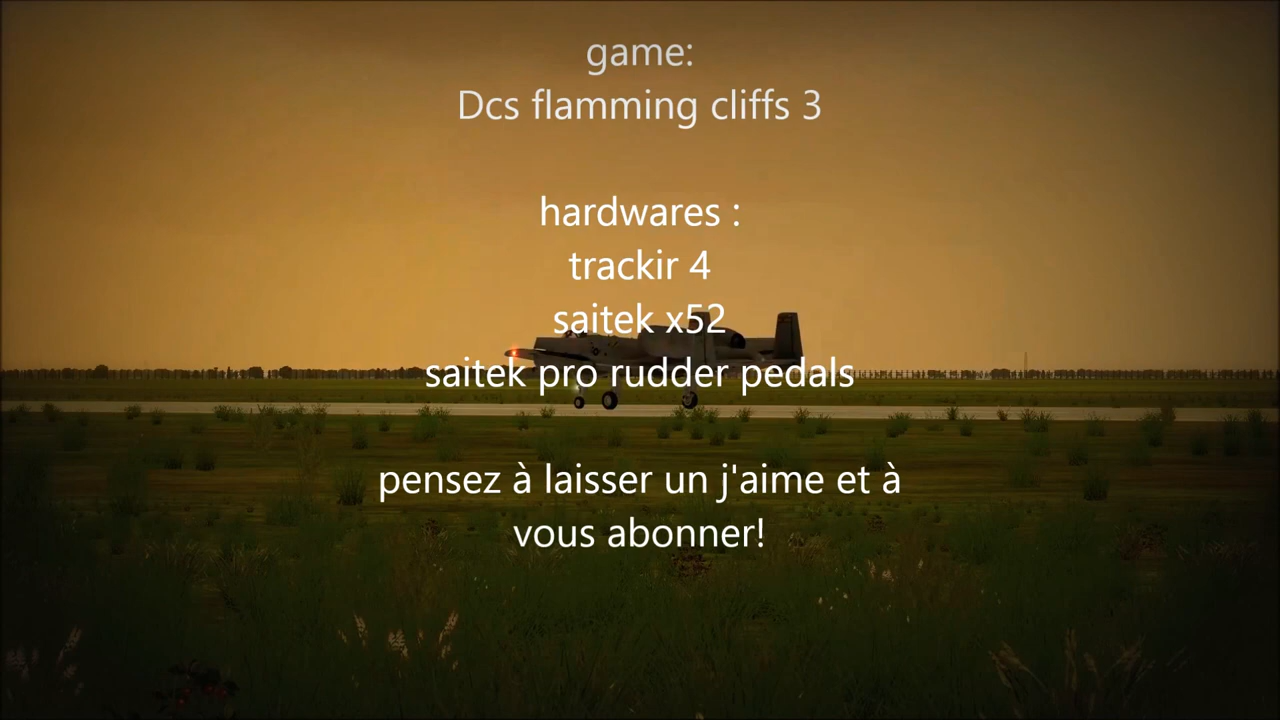 game:
Dcs flamming cliffs 3
hardwares :
trackir 4
saitek x52
saitek pro rudder pedals
pensez à laisser un j'aime et à
vous abonner!